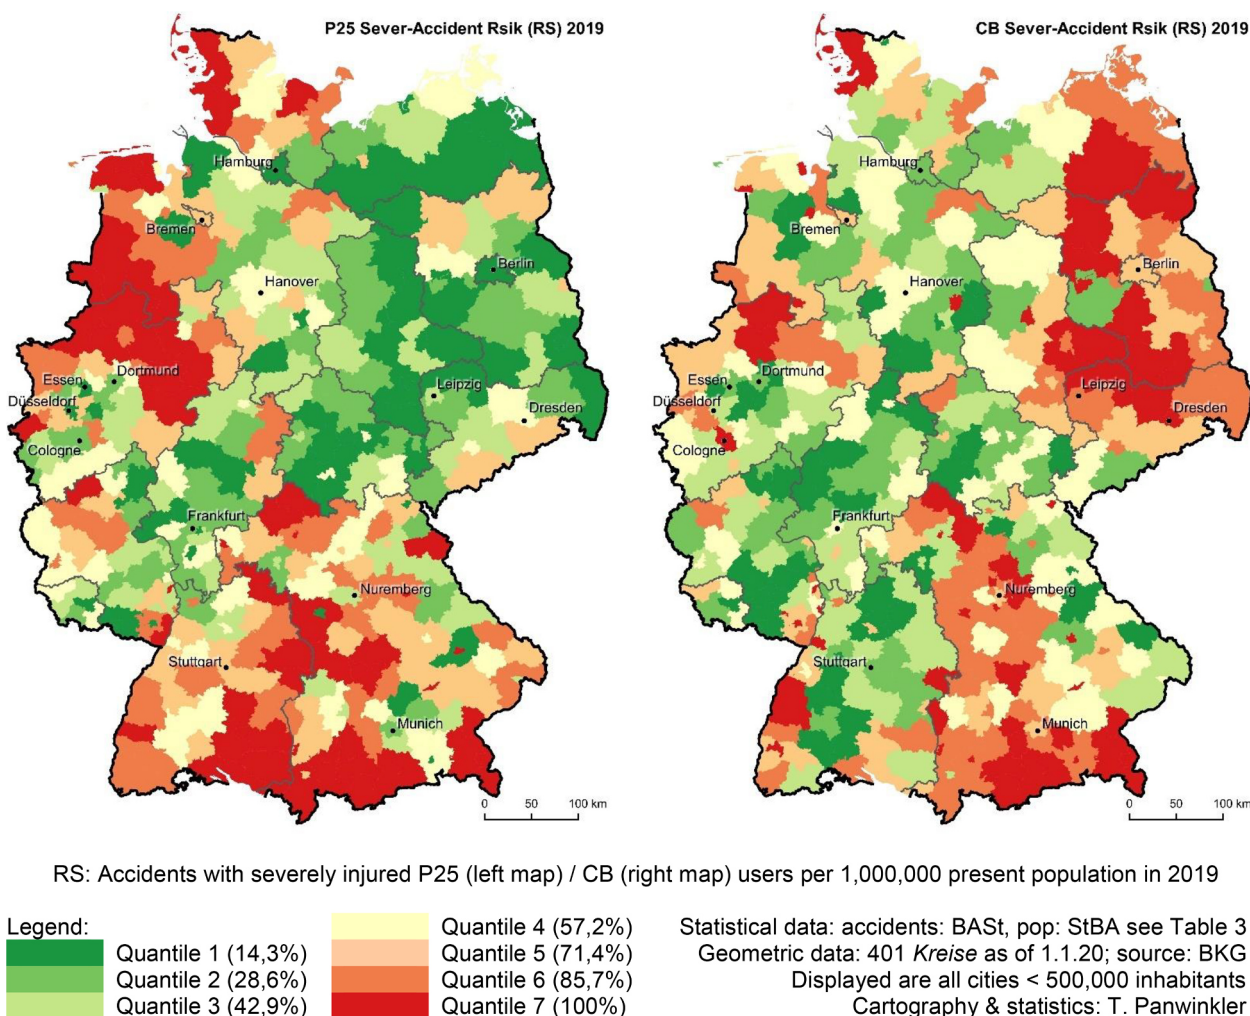 P25 Sever-Accident Rsik (RS) 2019
Hamburg
Bremen
Berlin
Hanover
Essen
Dortmund
Düsseldorf
Leipzig
Dresden
Cologne
Frankfurt
Nuremberg
Stuttgart
Munich
0 50 100 km
CB Sever-Accident Rsik (RS) 2019
Hamburg
Bremen
Berlin
Hanover
Essen
Dortmund
Düsseldorf
Leipzig
Dresden
Cologne
Frankfurt
Nuremberg
Stuttgart
Munich
0 50 100 km
RS: Accidents with severely injured P25 (left map) / CB (right map) users per 1,000,000 present population in 2019
Legend:
Quantile 1 (14,3%)
Quantile 2 (28,6%)
Quantile 3 (42,9%)
Quantile 4 (57,2%)
Quantile 5 (71,4%)
Quantile 6 (85,7%)
Quantile 7 (100%)
Statistical data: accidents: BASt, pop: StBA see Table 3
Geometric data: 401 Kreise as of 1.1.20; source: BKG
Displayed are all cities < 500,000 inhabitants
Cartography & statistics: T. Panwinkler